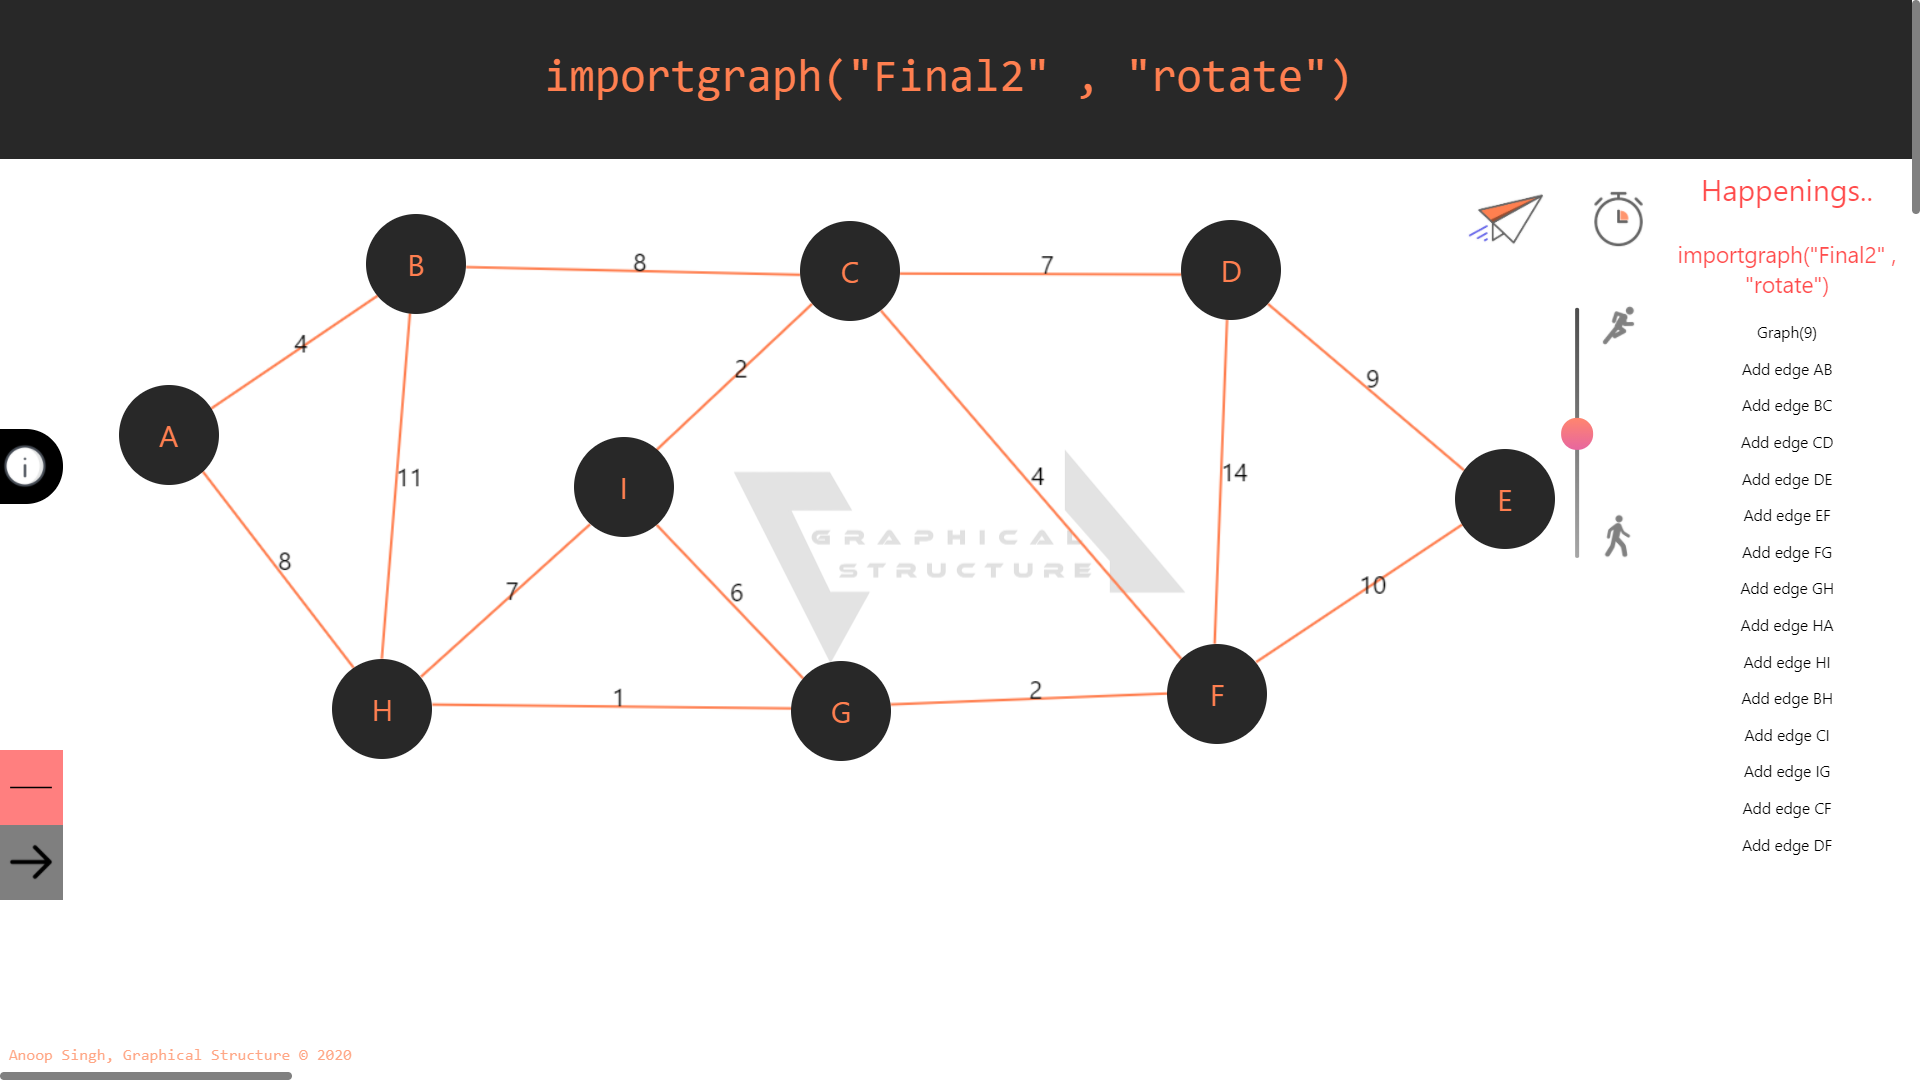 importgraph("Final2" , "rotate")
Happenings..
importgraph("Final2" ,
"rotate")
Graph(9)
Add edge AB
Add edge BC
Add edge CD
Add edge DE
Add edge EF
Add edge FG
Add edge GH
Add edge HA
Add edge HI
Add edge BH
Add edge CI
Add edge IG
Add edge CF
Add edge DF
B
8
C
7
D
4
2
9
A
11
I
4
14
E
GRAPHICAL
STRUCTURE
8
7
6
10
H
1
G
2
F
i
Anoop Singh, Graphical Structure © 2020